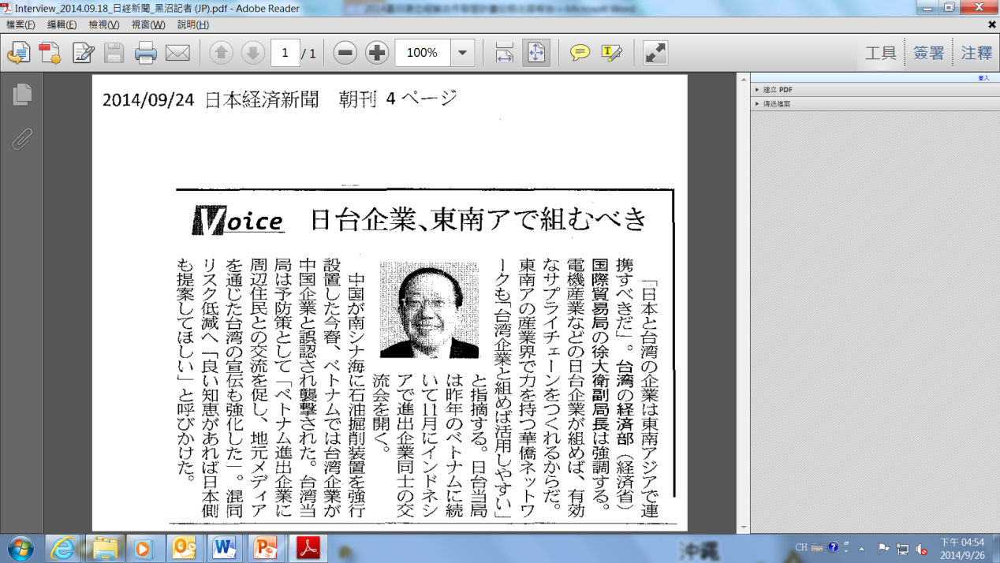 Interview_2014.09.18_日経新聞_黑沼記者 (JP).pdf - Adobe Reader
檔案(F) 編輯(E) 檢視(V) 視窗(W) 說明(H)
1 / 1 100% 工具 簽署 注釋
登入
建立 PDF
傳送檔案
2014/09/24 日本経済新聞 朝刊 4ページ
Voice 日台企業、東南アで組むべき
「日本と台湾の企業は東南アジアで連
携すべきだ」。台湾の経済部（経済省）
国際貿易局の徐大衛副局長は強調する。
電機産業などの日台企業が組めば、有効
なサプライチェーンをつくれるからだ。
東南アの産業界で力を持つ華僑ネットワ
ークも「台湾企業と組めば活用しやすい」
と指摘する。日台当局
は昨年のベトナムに続
いて11月にインドネシ
アで進出企業同士の交
流会を開く。
中国が南シナ海に石油掘削装置を強行
設置した今春、ベトナムでは台湾企業が
中国企業と誤認され襲撃された。台湾当
局は予防策として「ベトナム進出企業に
周辺住民との交流を促し、地元メディア
を通じた台湾の宣伝も強化した」。混同
リスク低減へ「良い知恵があれば日本側
も提案してほしい」と呼びかけた。
沖縄
CH
下午 04:54
2014/9/26